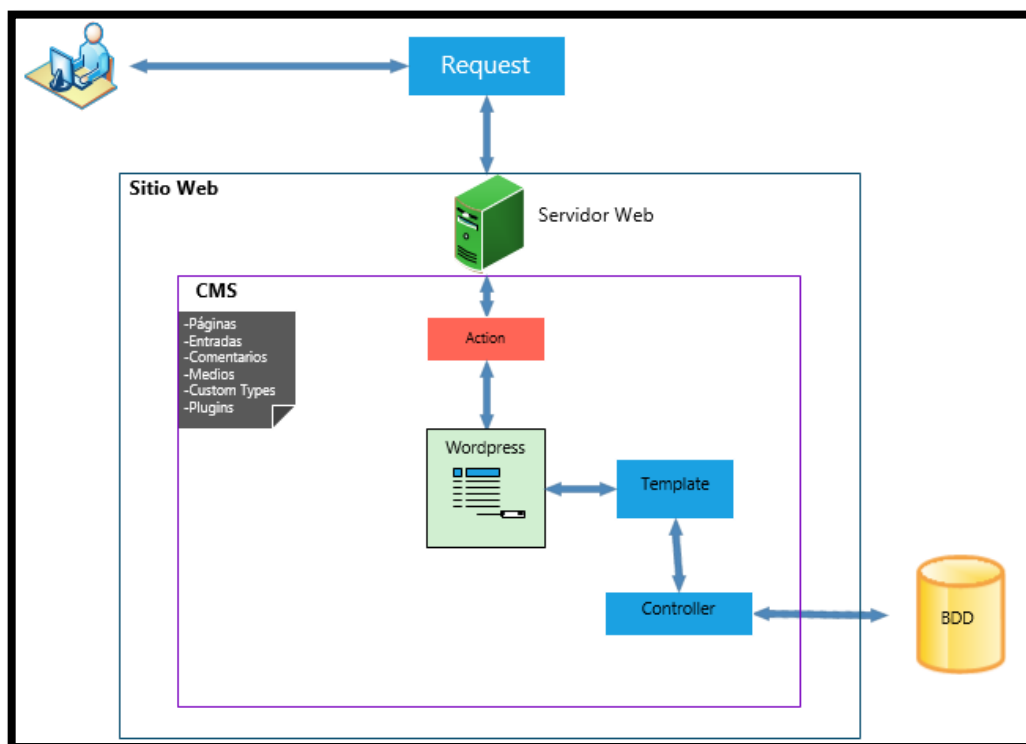 Request
Sitio Web
Servidor Web
CMS
-Páginas
-Entradas
-Comentarios
-Medios
-Custom Types
-Plugins
Action
Wordpress
Template
Controller
BDD